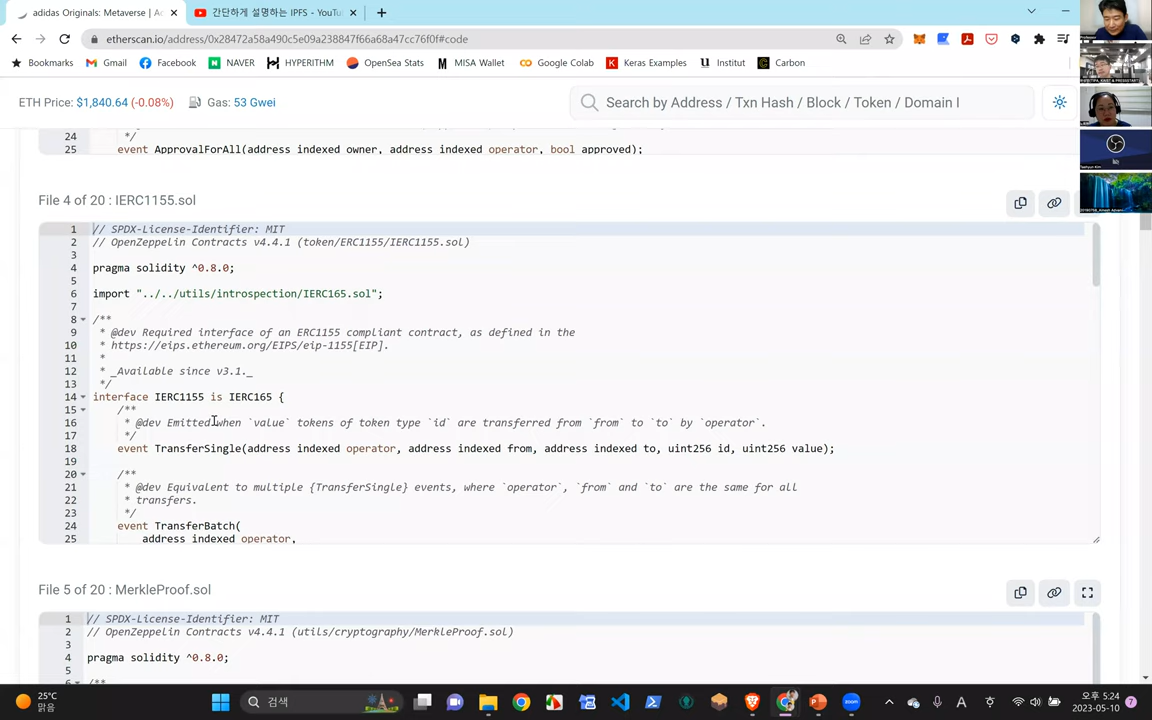 adidas Originals: Metaverse | Ac
간단하게 설명하는 IPFS - YouTu
etherscan.io/address/0x28472a58a490c5e09a238847f66a68a47cc76f0f#code
Bookmarks Gmail Facebook NAVER HYPERITHM OpenSea Stats MISA Wallet Google Colab Keras Examples Institut Carbon
ETH Price: $1,840.64 (-0.08%) Gas: 53 Gwei
Search by Address / Txn Hash / Block / Token / Domain I
24 */
25 event ApprovalForAll(address indexed owner, address indexed operator, bool approved);
File 4 of 20 : IERC1155.sol
1 // SPDX-License-Identifier: MIT
2 // OpenZeppelin Contracts v4.4.1 (token/ERC1155/IERC1155.sol)
3
4 pragma solidity ^0.8.0;
5
6 import "../../utils/introspection/IERC165.sol";
7
8 /**
9 * @dev Required interface of an ERC1155 compliant contract, as defined in the
10 * https://eips.ethereum.org/EIPS/eip-1155[EIP].
11 *
12 * _Available since v3.1._
13 */
14 interface IERC1155 is IERC165 {
15 /**
16 * @dev Emitted when `value` tokens of token type `id` are transferred from `from` to `to` by `operator`.
17 */
18 event TransferSingle(address indexed operator, address indexed from, address indexed to, uint256 id, uint256 value);
19
20 /**
21 * @dev Equivalent to multiple {TransferSingle} events, where `operator`, `from` and `to` are the same for all
22 * transfers.
23 */
24 event TransferBatch(
25 address indexed operator,
File 5 of 20 : MerkleProof.sol
1 // SPDX-License-Identifier: MIT
2 // OpenZeppelin Contracts v4.4.1 (utils/cryptography/MerkleProof.sol)
3
4 pragma solidity ^0.8.0;
5
6 /**
25°C
맑음
검색
A
오후 5:24
2023-05-10
7